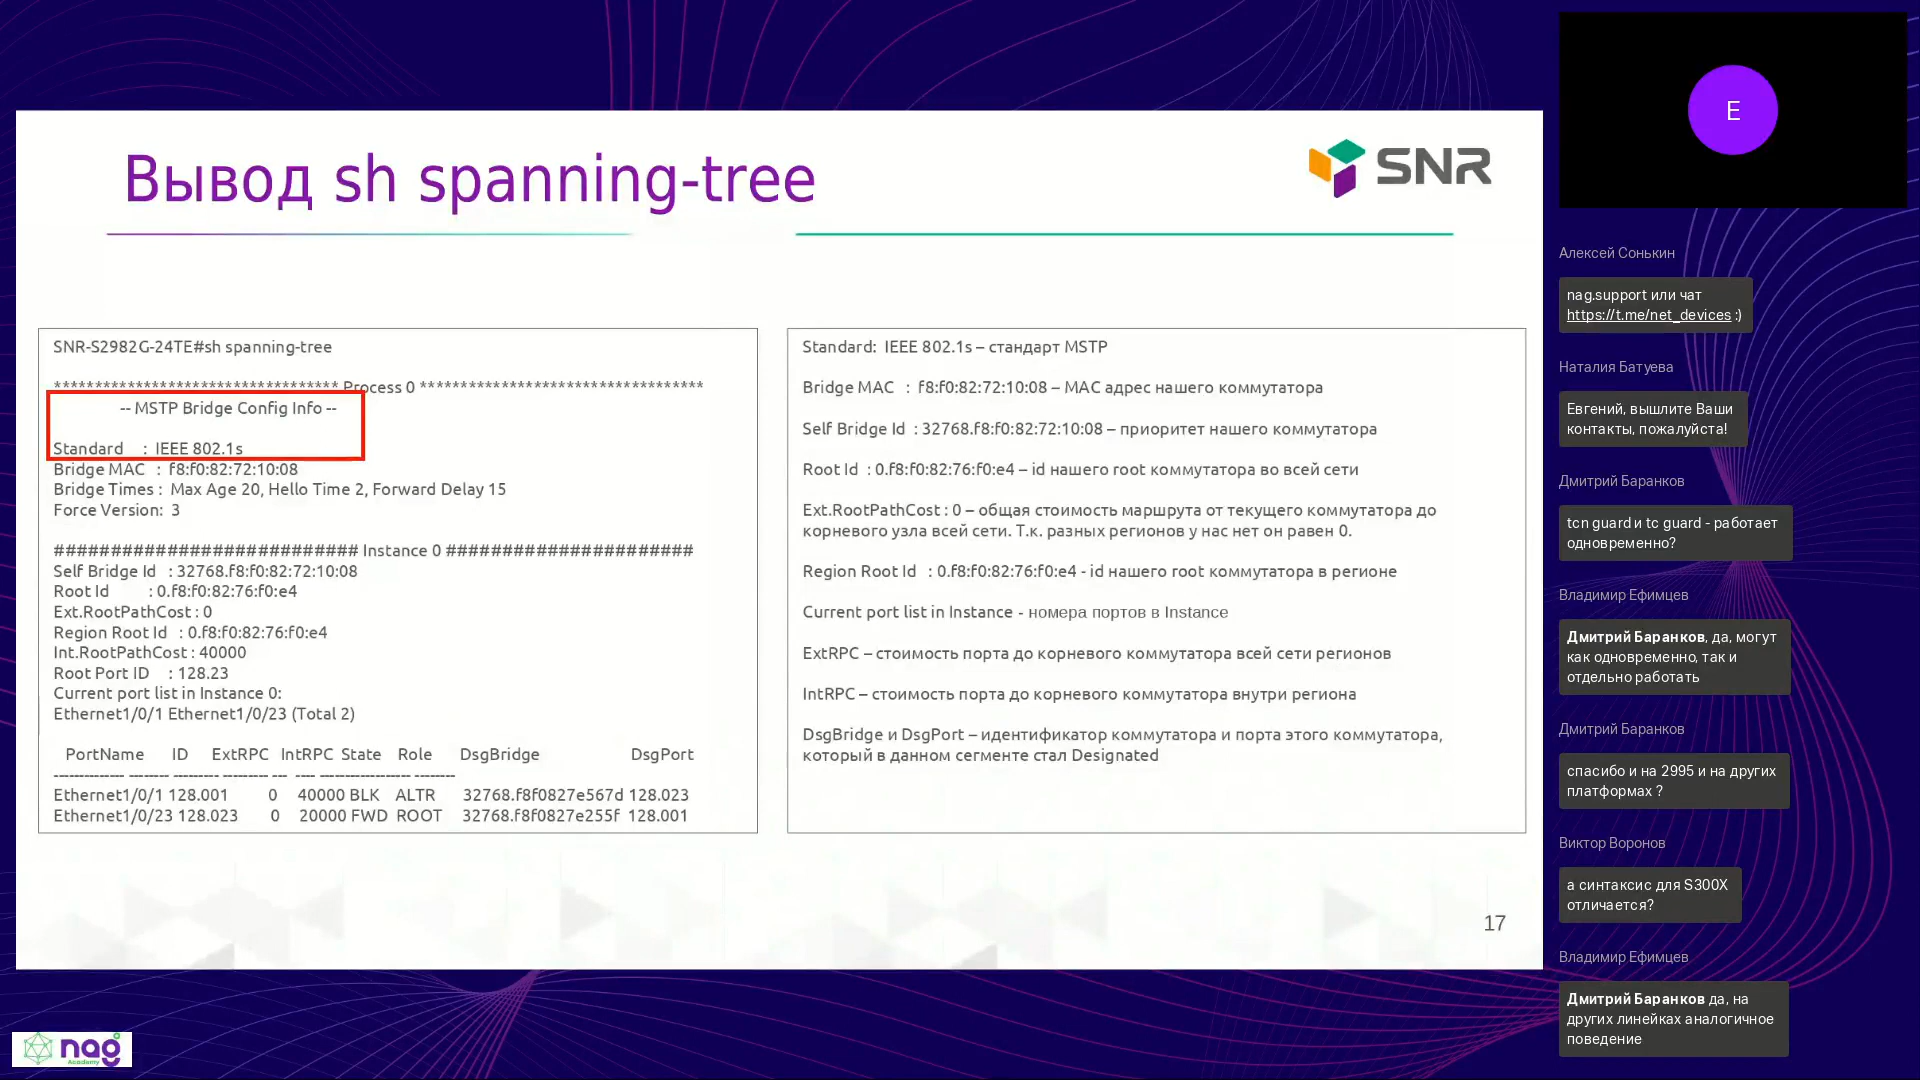 Вывод sh spanning-tree
SNR
SNR-S2982G-24TE#sh spanning-tree
*********************************** Process 0 ***********************************
-- MSTP Bridge Config Info --
Standard : IEEE 802.1s
Bridge MAC : f8:f0:82:72:10:08
Bridge Times : Max Age 20, Hello Time 2, Forward Delay 15
Force Version: 3
########################### Instance 0 ######################
Self Bridge Id : 32768.f8:f0:82:72:10:08
Root Id : 0.f8:f0:82:76:f0:e4
Ext.RootPathCost : 0
Region Root Id : 0.f8:f0:82:76:f0:e4
Int.RootPathCost : 40000
Root Port ID : 128.23
Current port list in Instance 0:
Ethernet1/0/1 Ethernet1/0/23 (Total 2)
PortName ID ExtRPC IntRPC State Role DsgBridge DsgPort
-------------- -------- --------- --------- --- ---- ------------------ --------
Ethernet1/0/1 128.001 0 40000 BLK ALTR 32768.f8f0827e567d 128.023
Ethernet1/0/23 128.023 0 20000 FWD ROOT 32768.f8f0827e255f 128.001
Standard: IEEE 802.1s – стандарт MSTP
Bridge MAC : f8:f0:82:72:10:08 – MAC адрес нашего коммутатора
Self Bridge Id : 32768.f8:f0:82:72:10:08 – приоритет нашего коммутатора
Root Id : 0.f8:f0:82:76:f0:e4 – id нашего root коммутатора во всей сети
Ext.RootPathCost : 0 – общая стоимость маршрута от текущего коммутатора до
корневого узла всей сети. Т.к. разных регионов у нас нет он равен 0.
Region Root Id : 0.f8:f0:82:76:f0:e4 - id нашего root коммутатора в регионе
Current port list in Instance - номера портов в Instance
ExtRPC – стоимость порта до корневого коммутатора всей сети регионов
IntRPC – стоимость порта до корневого коммутатора внутри региона
DsgBridge и DsgPort – идентификатор коммутатора и порта этого коммутатора,
который в данном сегменте стал Designated
17
nag
Academy
E
Алексей Сонькин
nag.support или чат
https://t.me/net_devices :)
Наталия Батуева
Евгений, вышлите Ваши
контакты, пожалуйста!
Дмитрий Баранков
tcn guard и tc guard - работает
одновременно?
Владимир Ефимцев
Дмитрий Баранков, да, могут
как одновременно, так и
отдельно работать
Дмитрий Баранков
спасибо и на 2995 и на других
платформах ?
Виктор Воронов
а синтаксис для S300X
отличается?
Владимир Ефимцев
Дмитрий Баранков да, на
других линейках аналогичное
поведение